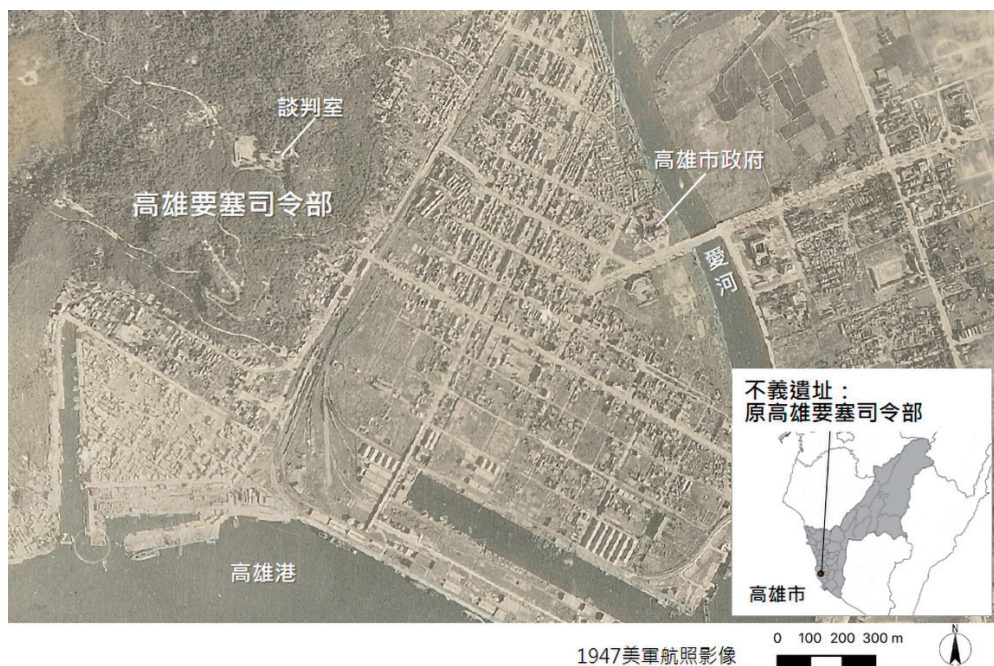 談判室
高雄市政府
高雄要塞司令部
愛河
不義遺址：
原高雄要塞司令部
高雄市
高雄港
1947美軍航照影像
0 100 200 300 m
N